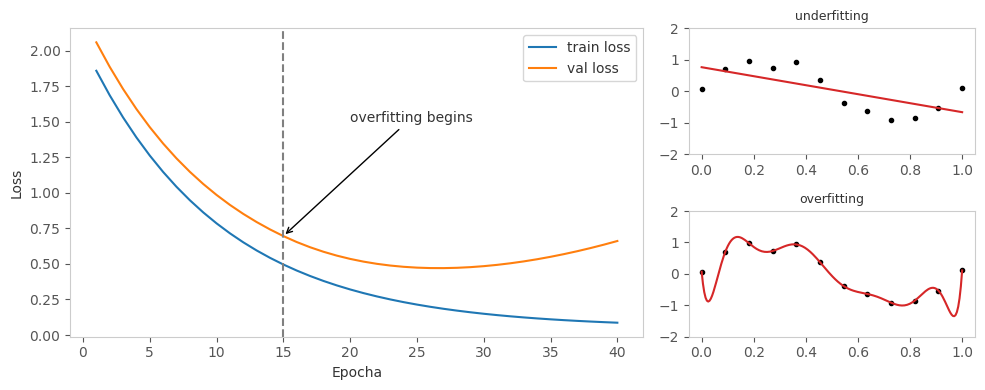 train loss
val loss
overfitting begins
2.00
1.75
1.50
1.25
1.00
0.75
0.50
0.25
0.00
0 5 10 15 20 25 30 35 40
Loss
Epocha
underfitting
2
1
0
−1
−2
0.0 0.2 0.4 0.6 0.8 1.0
overfitting
2
1
0
−1
−2
0.0 0.2 0.4 0.6 0.8 1.0